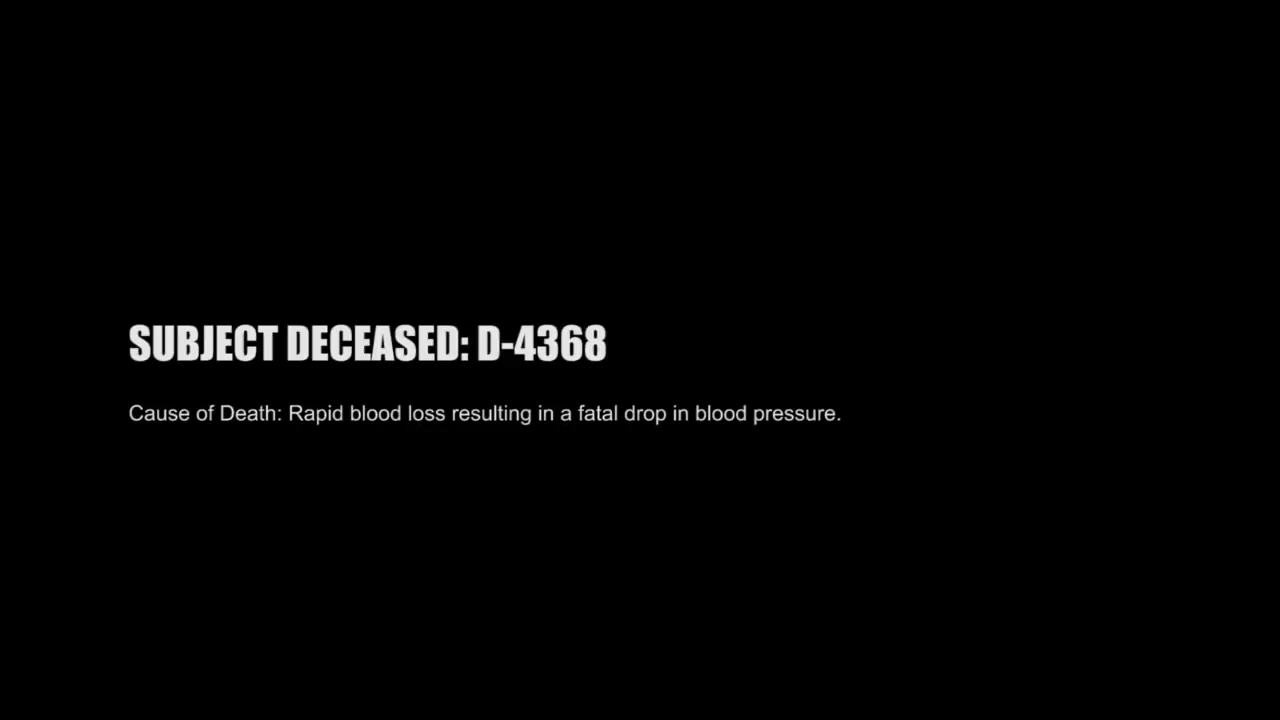 SUBJECT DECEASED: D-4368
Cause of Death: Rapid blood loss resulting in a fatal drop in blood pressure.